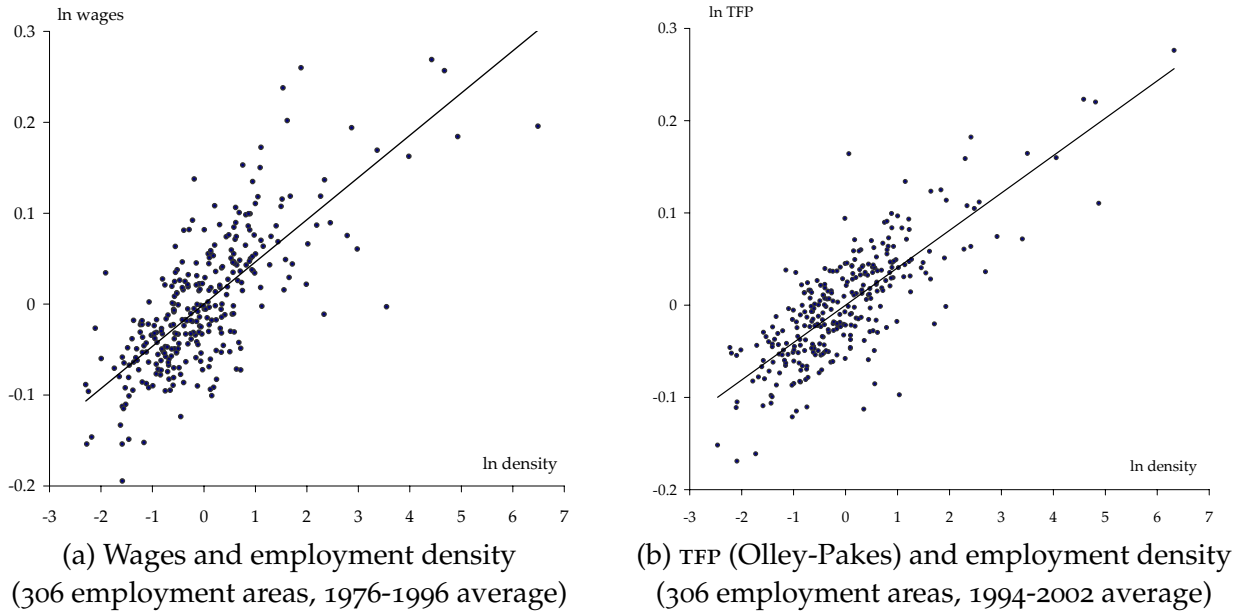 ln wages
0.3
0.2
0.1
0
-0.1
-0.2
ln density
-3 -2 -1 0 1 2 3 4 5 6 7
(a) Wages and employment density
(306 employment areas, 1976-1996 average)
ln TFP
0.3
0.2
0.1
0
-0.1
-0.2
ln density
-3 -2 -1 0 1 2 3 4 5 6 7
(b) TFP (Olley-Pakes) and employment density
(306 employment areas, 1994-2002 average)